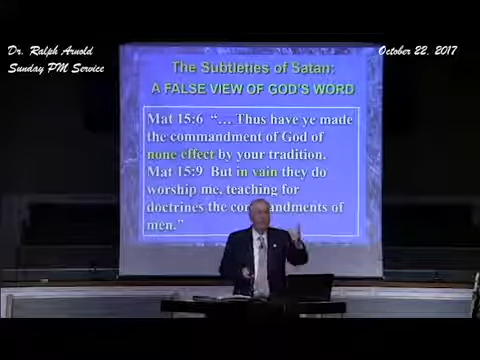 Dr. Ralph Arnold
Sunday PM Service
October 22, 2017
The Subtleties of Satan:
A FALSE VIEW OF GOD'S WORD
Mat 15:6 "… Thus have ye made
the commandment of God of
none effect by your tradition.
Mat 15:9 But in vain they do
worship me, teaching for
doctrines the commandments of
men."